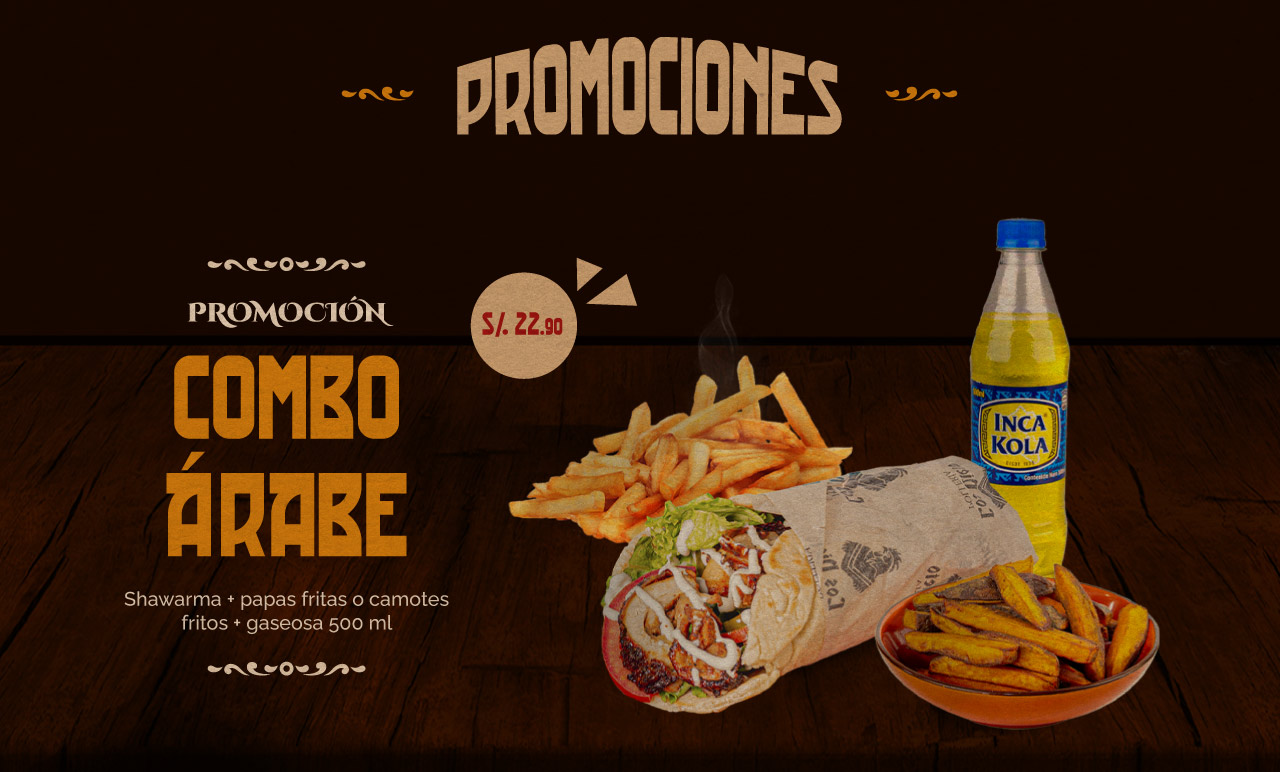 PROMOCIONES
PROMOCIÓN
COMBO
ÁRABE
Shawarma + papas fritas o camotes
fritos + gaseosa 500 ml
S/. 22.90
INCA
KOLA